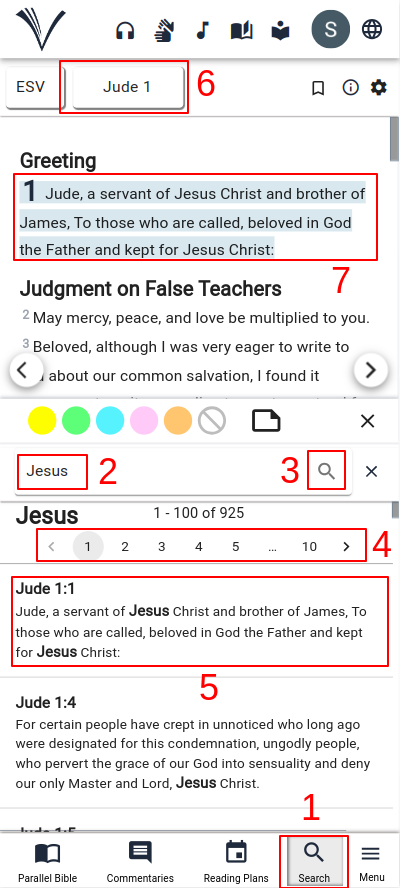 S
ESV
Jude 1
6
Greeting
1 Jude, a servant of Jesus Christ and brother of
James, To those who are called, beloved in God
the Father and kept for Jesus Christ:
7
Judgment on False Teachers
2 May mercy, peace, and love be multiplied to you.
3 Beloved, although I was very eager to write to
about our common salvation, I found it
Jesus
2
3
Jesus
1 - 100 of 925
< 1 2 3 4 5 ... 10 >
4
Jude 1:1
Jude, a servant of Jesus Christ and brother of James, To
those who are called, beloved in God the Father and kept
for Jesus Christ:
5
Jude 1:4
For certain people have crept in unnoticed who long ago
were designated for this condemnation, ungodly people,
who pervert the grace of our God into sensuality and deny
our only Master and Lord, Jesus Christ.
1
Jude 1:5
Parallel Bible
Commentaries
Reading Plans
Search
Menu